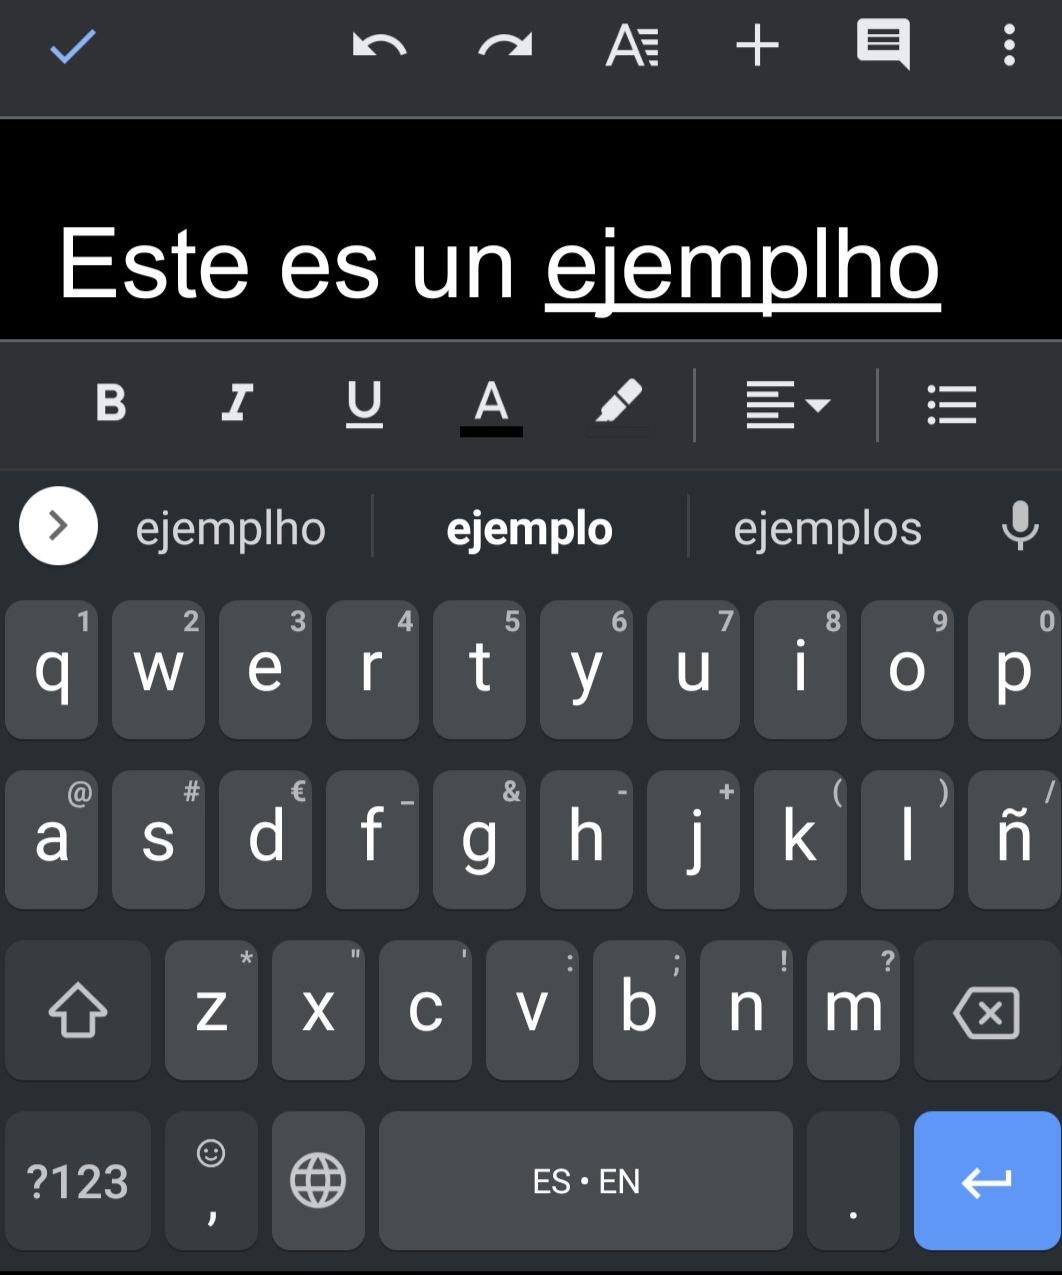 Este es un ejemplho
B I U A
ejemplho ejemplo ejemplos
1 2 3 4 5 6 7 8 9 0
q w e r t y u i o p
@ # € _ & - + ( ) /
a s d f g h j k l ñ
* " ' : ; ! ?
z x c v b n m
?123 , ES • EN .